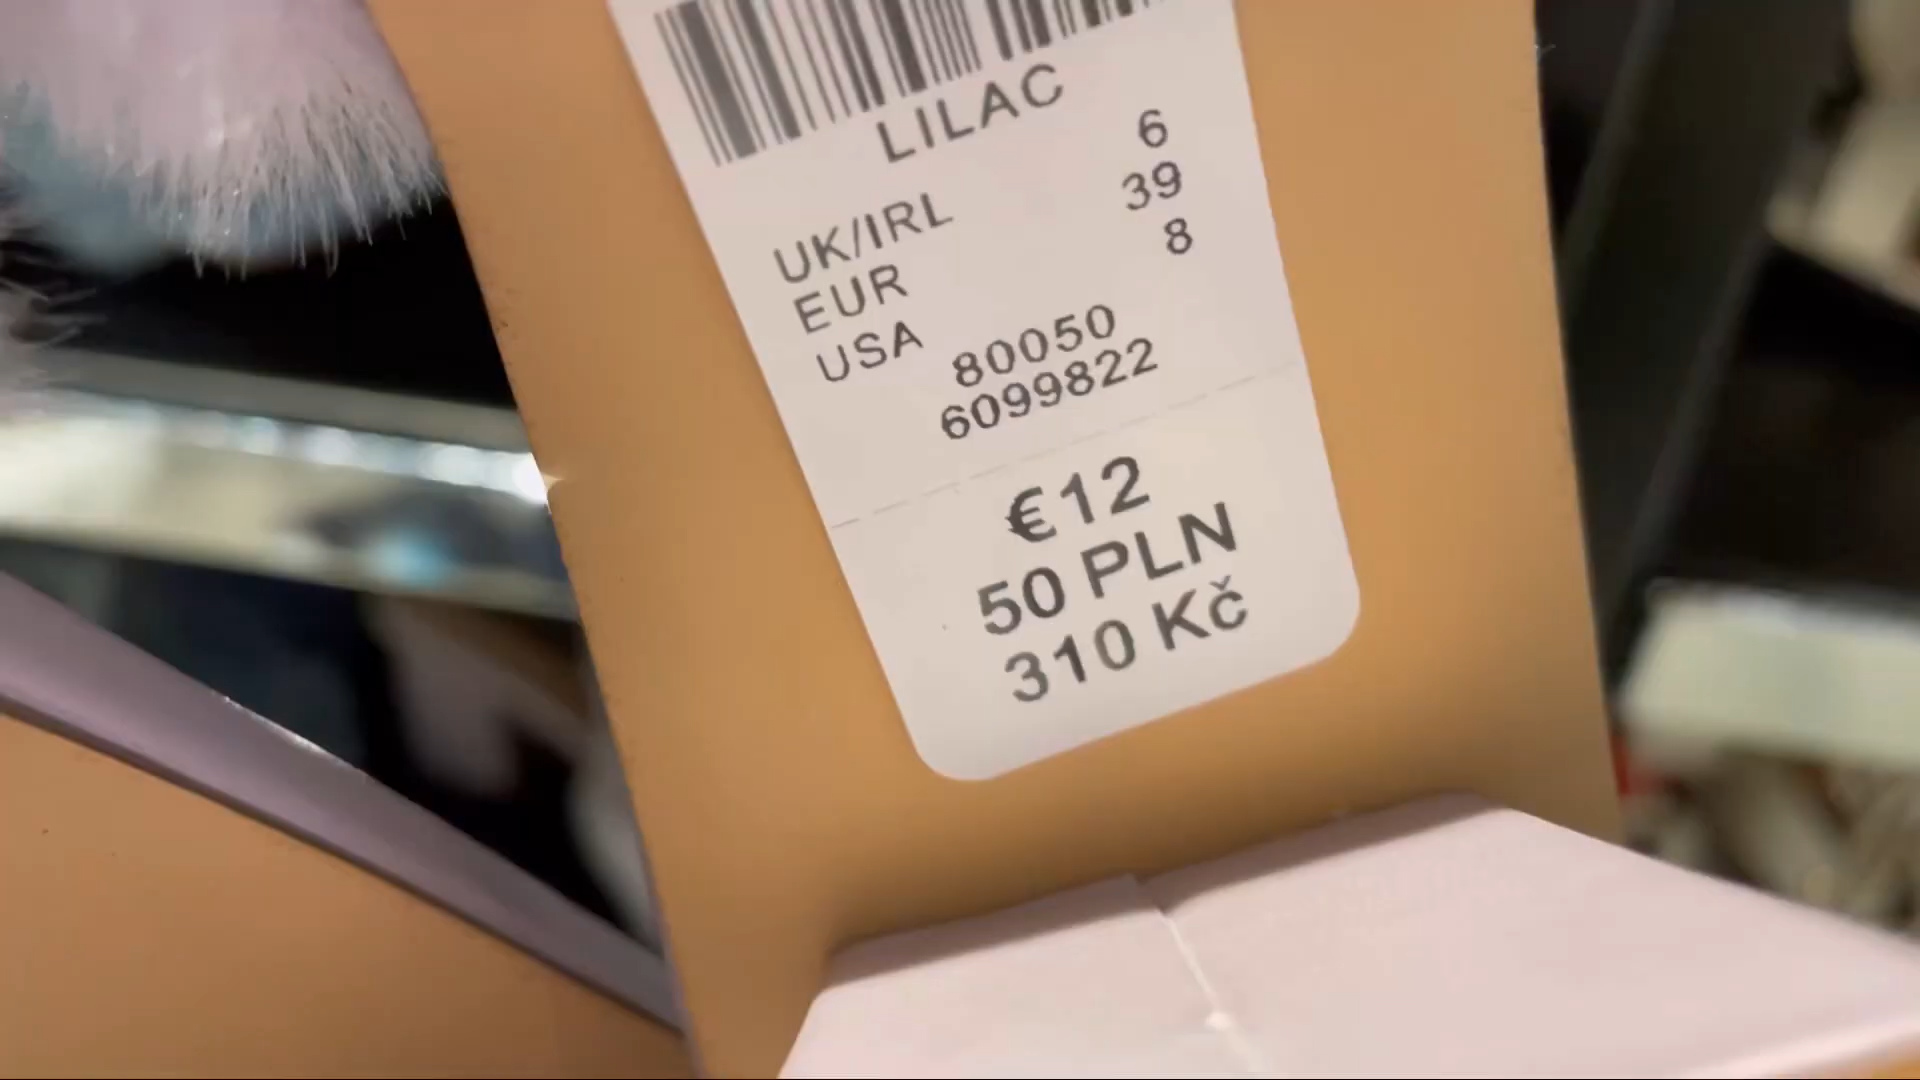 LILAC
UK/IRL 6
EUR 39
USA 8
80050
6099822
€12
50 PLN
310 Kč